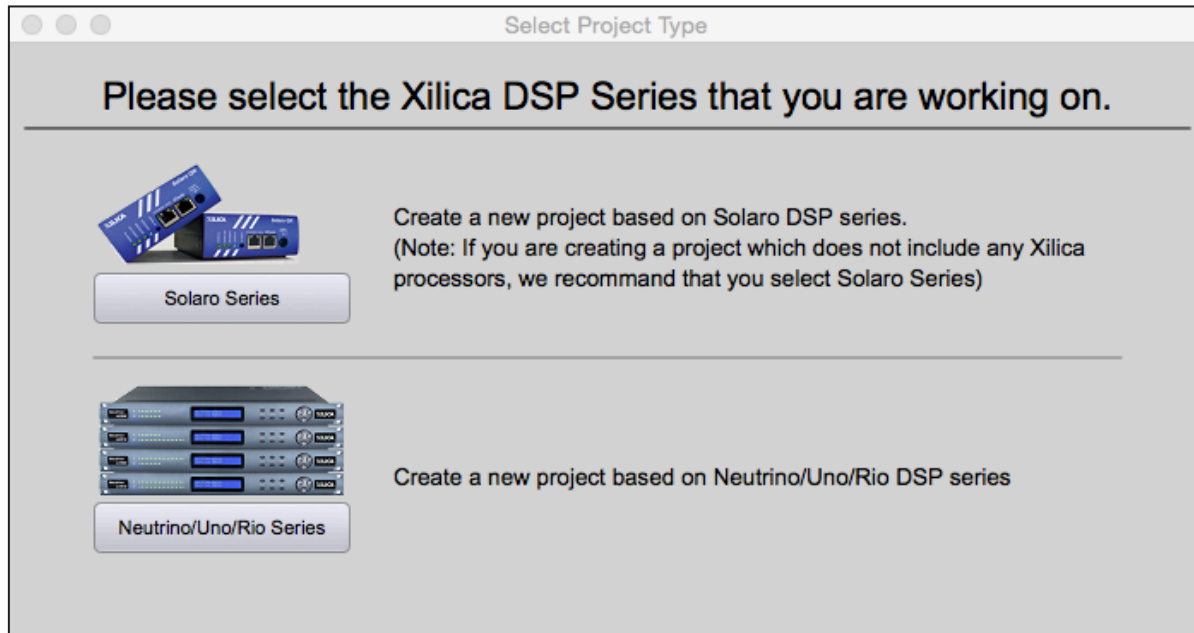 Select Project Type
Please select the Xilica DSP Series that you are working on.
Create a new project based on Solaro DSP series.
(Note: If you are creating a project which does not include any Xilica
processors, we recommand that you select Solaro Series)
Solaro Series
Create a new project based on Neutrino/Uno/Rio DSP series
Neutrino/Uno/Rio Series